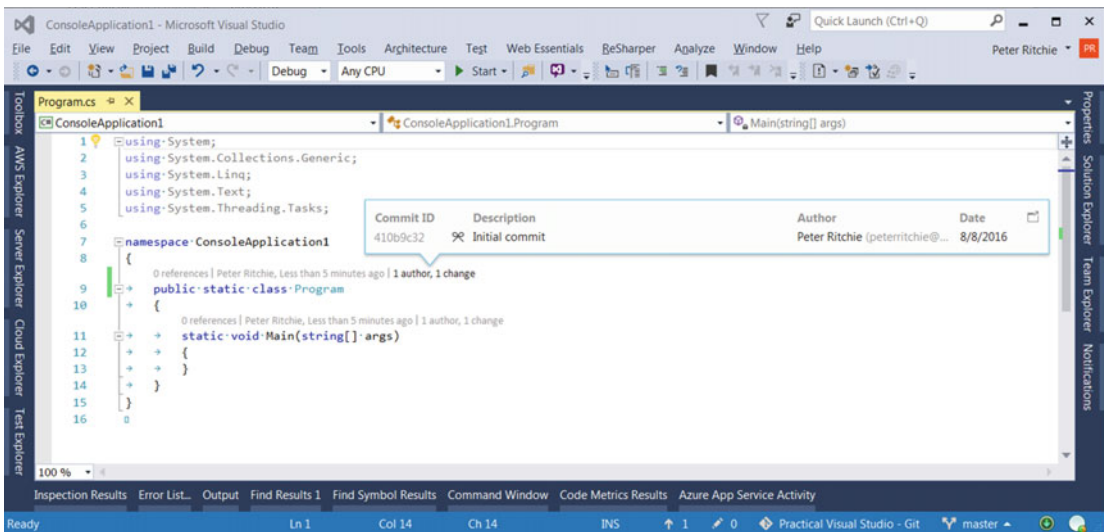 ConsoleApplication1 - Microsoft Visual Studio
Quick Launch (Ctrl+Q)
File Edit View Project Build Debug Team Tools Architecture Test Web Essentials ReSharper Analyze Window Help
Peter Ritchie PR
Debug Any CPU Start
Toolbox
AWS Explorer
Server Explorer
Cloud Explorer
Test Explorer
Program.cs
C# ConsoleApplication1 ConsoleApplication1.Program Main(string[] args)
1 using·System;
2 using·System.Collections.Generic;
3 using·System.Linq;
4 using·System.Text;
5 using·System.Threading.Tasks;
6
7 namespace·ConsoleApplication1
8 {
0 references | Peter Ritchie, Less than 5 minutes ago | 1 author, 1 change
9 public·static·class·Program
10 {
0 references | Peter Ritchie, Less than 5 minutes ago | 1 author, 1 change
11 static·void·Main(string[]·args)
12 {
13 }
14 }
15 }
16
Commit ID Description Author Date
410b9c32 Initial commit Peter Ritchie (peterritchie@... 8/8/2016
Properties
Solution Explorer
Team Explorer
Notifications
100 %
Inspection Results Error List... Output Find Results 1 Find Symbol Results Command Window Code Metrics Results Azure App Service Activity
Ready Ln 1 Col 14 Ch 14 INS 1 0 Practical Visual Studio - Git master